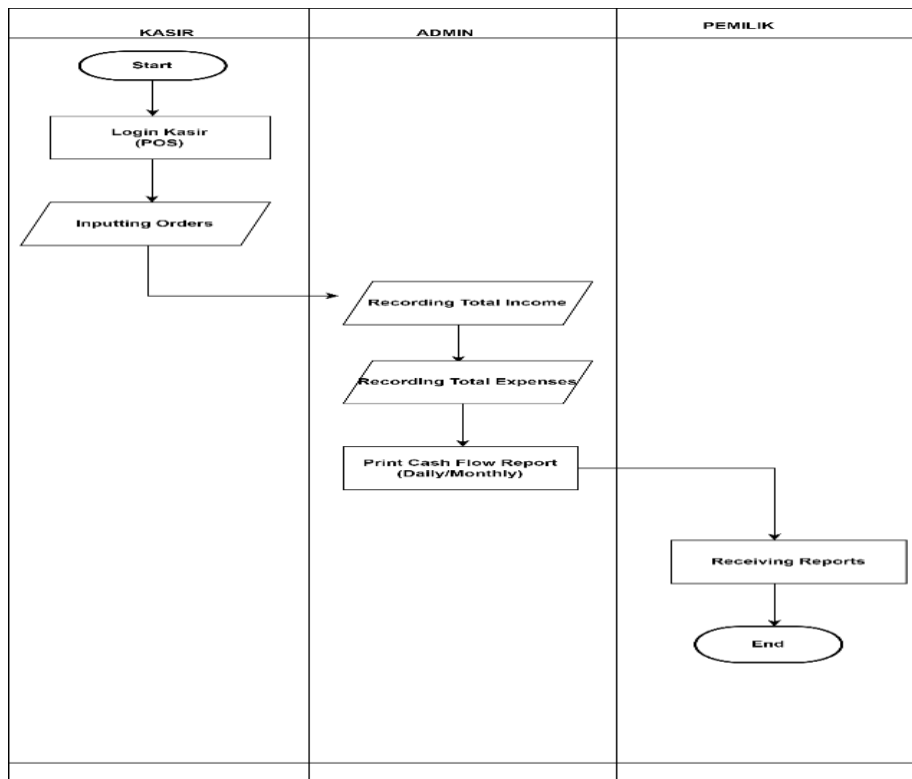 KASIR
ADMIN
PEMILIK
Start
Login Kasir
(POS)
Inputting Orders
Recording Total Income
Recording Total Expenses
Print Cash Flow Report
(Daily/Monthly)
Receiving Reports
End